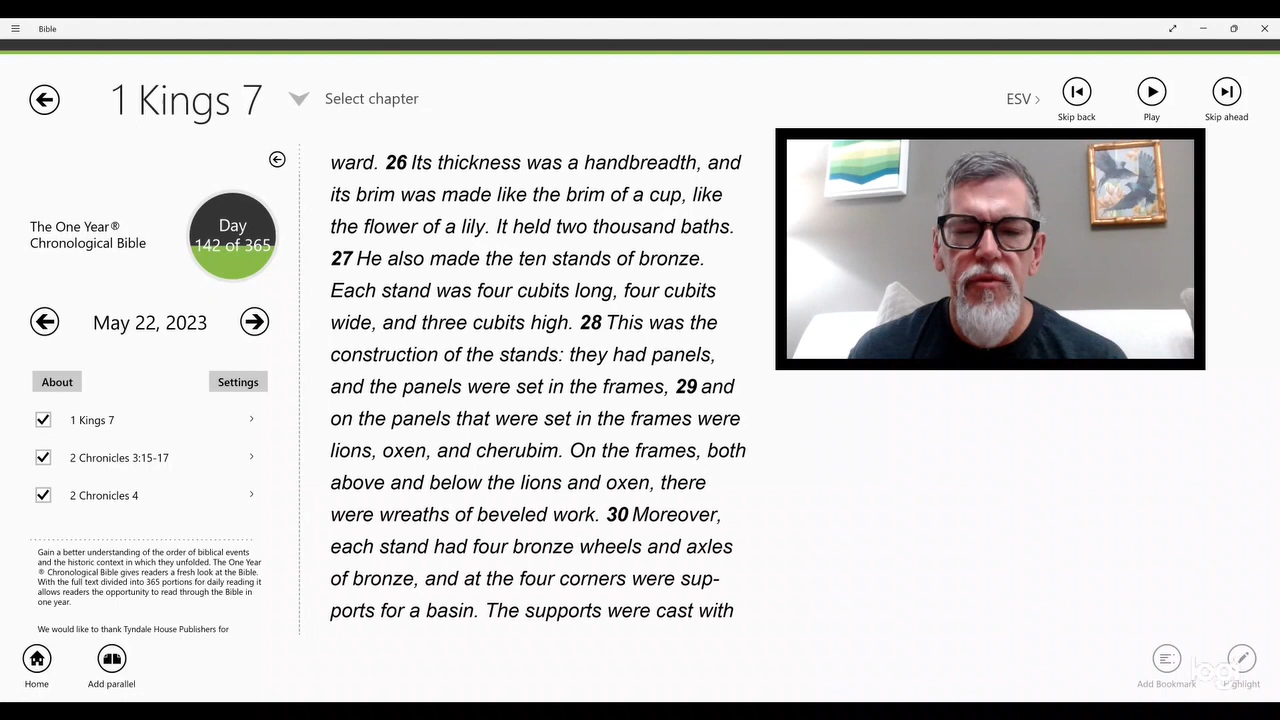 Bible
1 Kings 7
Select chapter
ESV
Skip back
Play
Skip ahead
The One Year®
Chronological Bible
Day
142 of 365
May 22, 2023
About
Settings
1 Kings 7
2 Chronicles 3:15-17
2 Chronicles 4
Gain a better understanding of the order of biblical events
and the historic context in which they unfolded. The One Year
® Chronological Bible gives readers a fresh look at the Bible.
With the full text divided into 365 portions for daily reading it
allows readers the opportunity to read through the Bible in
one year.
We would like to thank Tyndale House Publishers for
ward. 26 Its thickness was a handbreadth, and
its brim was made like the brim of a cup, like
the flower of a lily. It held two thousand baths.
27 He also made the ten stands of bronze.
Each stand was four cubits long, four cubits
wide, and three cubits high. 28 This was the
construction of the stands: they had panels,
and the panels were set in the frames, 29 and
on the panels that were set in the frames were
lions, oxen, and cherubim. On the frames, both
above and below the lions and oxen, there
were wreaths of beveled work. 30 Moreover,
each stand had four bronze wheels and axles
of bronze, and at the four corners were sup-
ports for a basin. The supports were cast with
Home
Add parallel
Add Bookmark
Highlight
logi